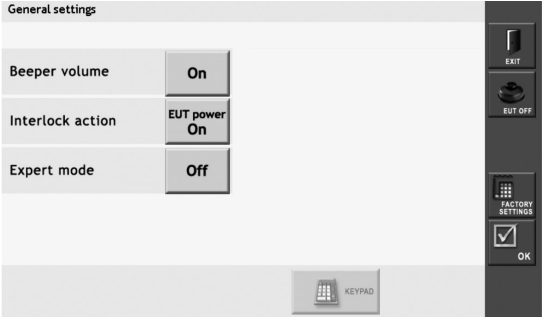 General settings
EXIT
Beeper volume
On
EUT OFF
Interlock action
EUT power
On
Expert mode
Off
FACTORY
SETTINGS
OK
KEYPAD